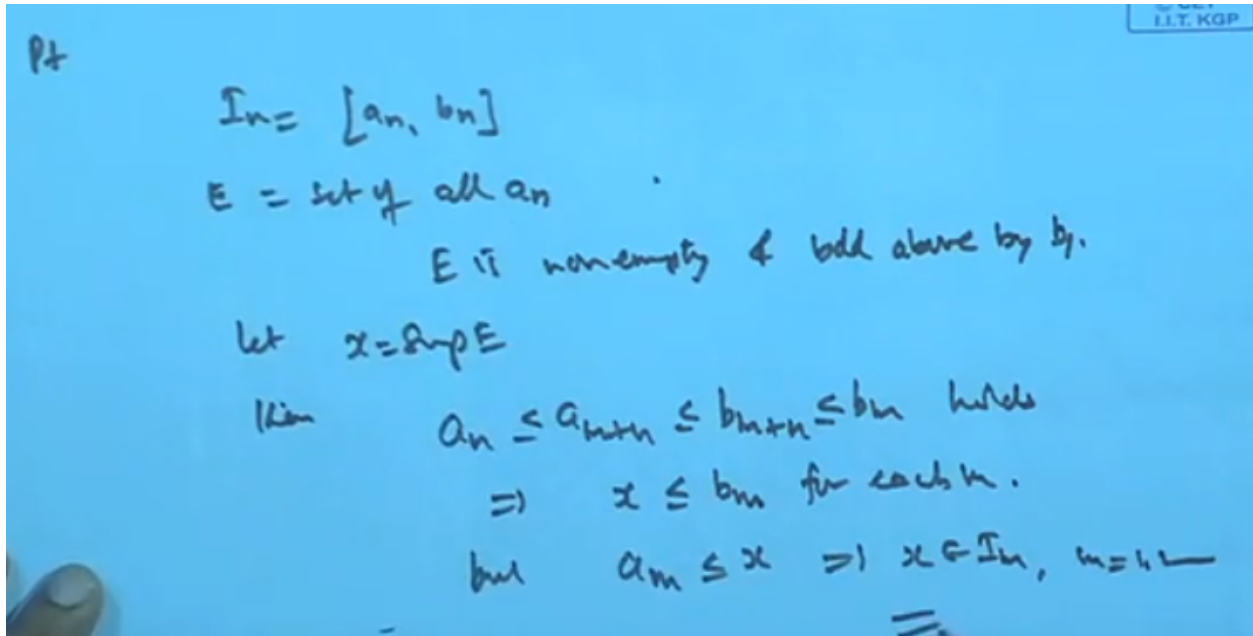 I.I.T. KGP
Pf
In = [an, bn]
E = set of all an
E is nonempty & bdd above by b1.
Let x = Sup E
Then an ≤ am+n ≤ bm+n ≤ bm holds
⇒ x ≤ bm for each m.
but am ≤ x ⇒ x ∈ Im, m=1,2